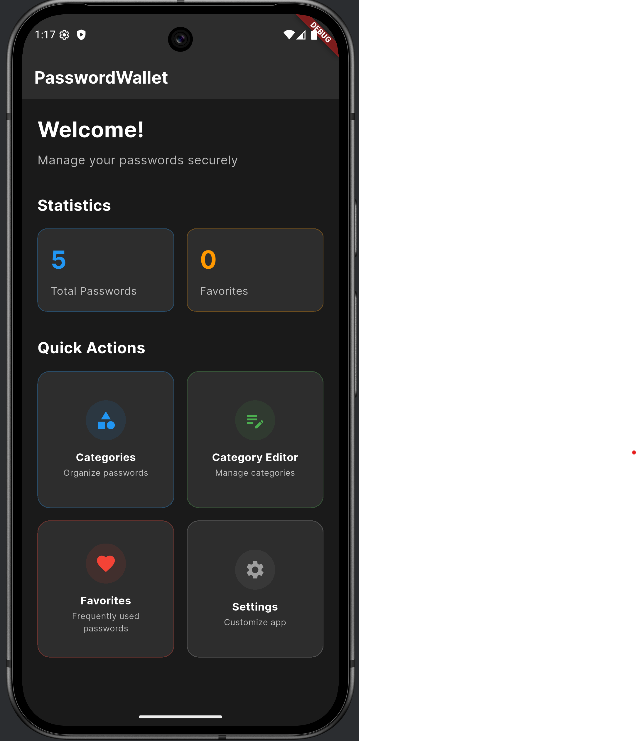 1:17
DEBUG
PasswordWallet
Welcome!
Manage your passwords securely
Statistics
5
Total Passwords
0
Favorites
Quick Actions
Categories
Organize passwords
Category Editor
Manage categories
Favorites
Frequently used
passwords
Settings
Customize app